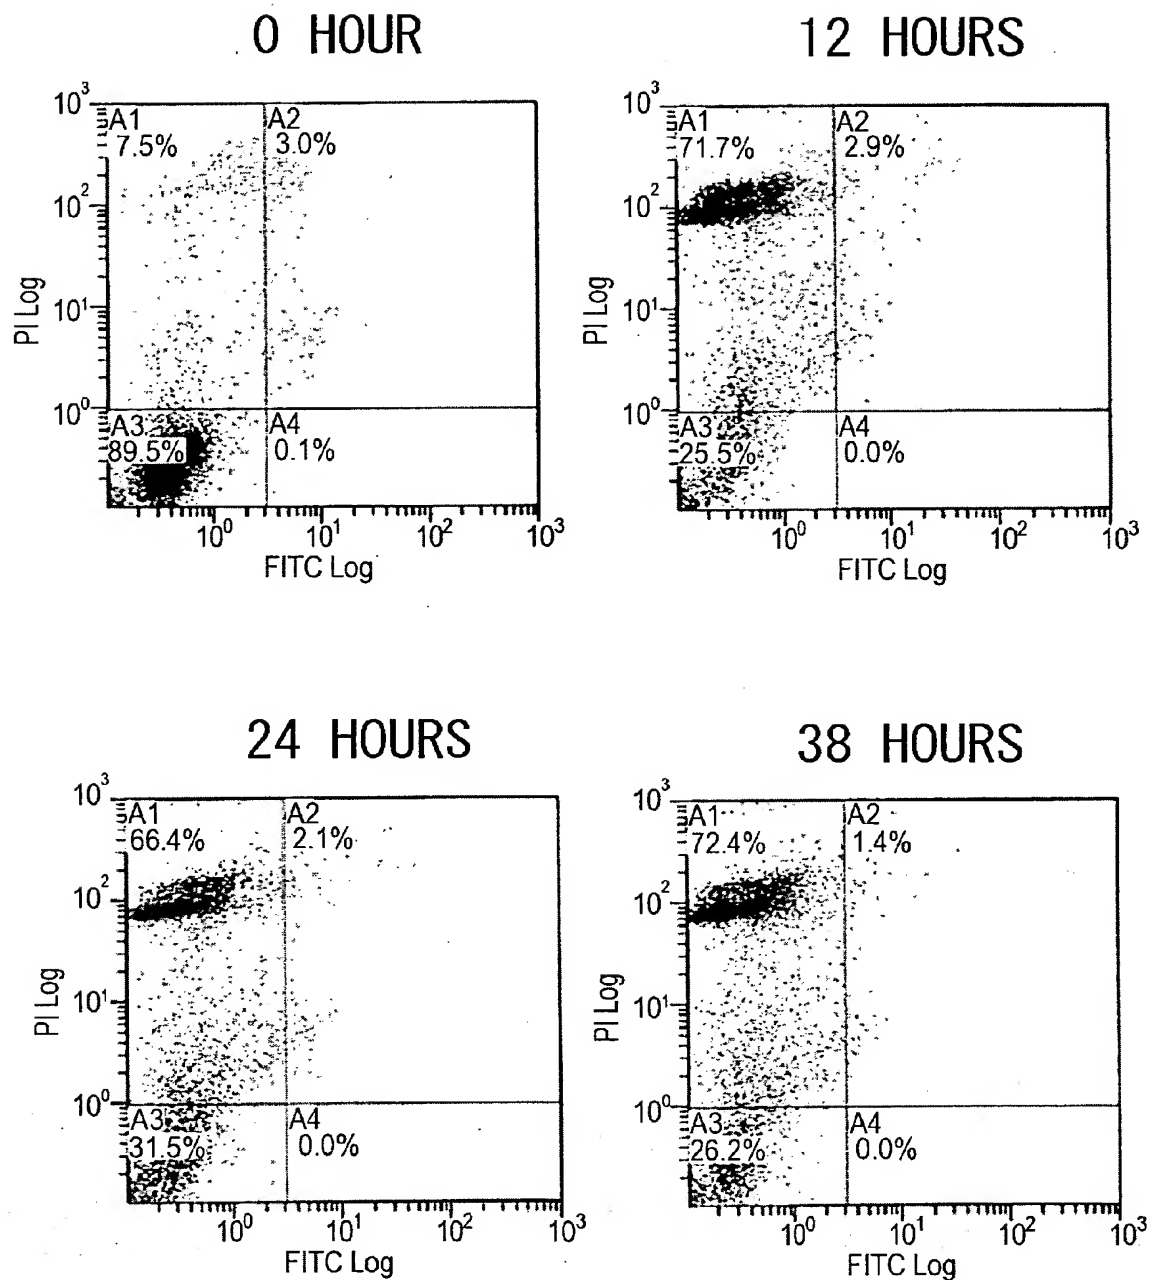 0 HOUR
10³
A1
7.5%
A2
3.0%
10²
10¹
10⁰
A3
89.5%
A4
0.1%
PI Log
10⁰ 10¹ 10² 10³
FITC Log
12 HOURS
10³
A1
71.7%
A2
2.9%
10²
10¹
10⁰
A3
25.5%
A4
0.0%
PI Log
10⁰ 10¹ 10² 10³
FITC Log
24 HOURS
10³
A1
66.4%
A2
2.1%
10²
10¹
10⁰
A3
31.5%
A4
0.0%
PI Log
10⁰ 10¹ 10² 10³
FITC Log
38 HOURS
10³
A1
72.4%
A2
1.4%
10²
10¹
10⁰
A3
26.2%
A4
0.0%
PI Log
10⁰ 10¹ 10² 10³
FITC Log